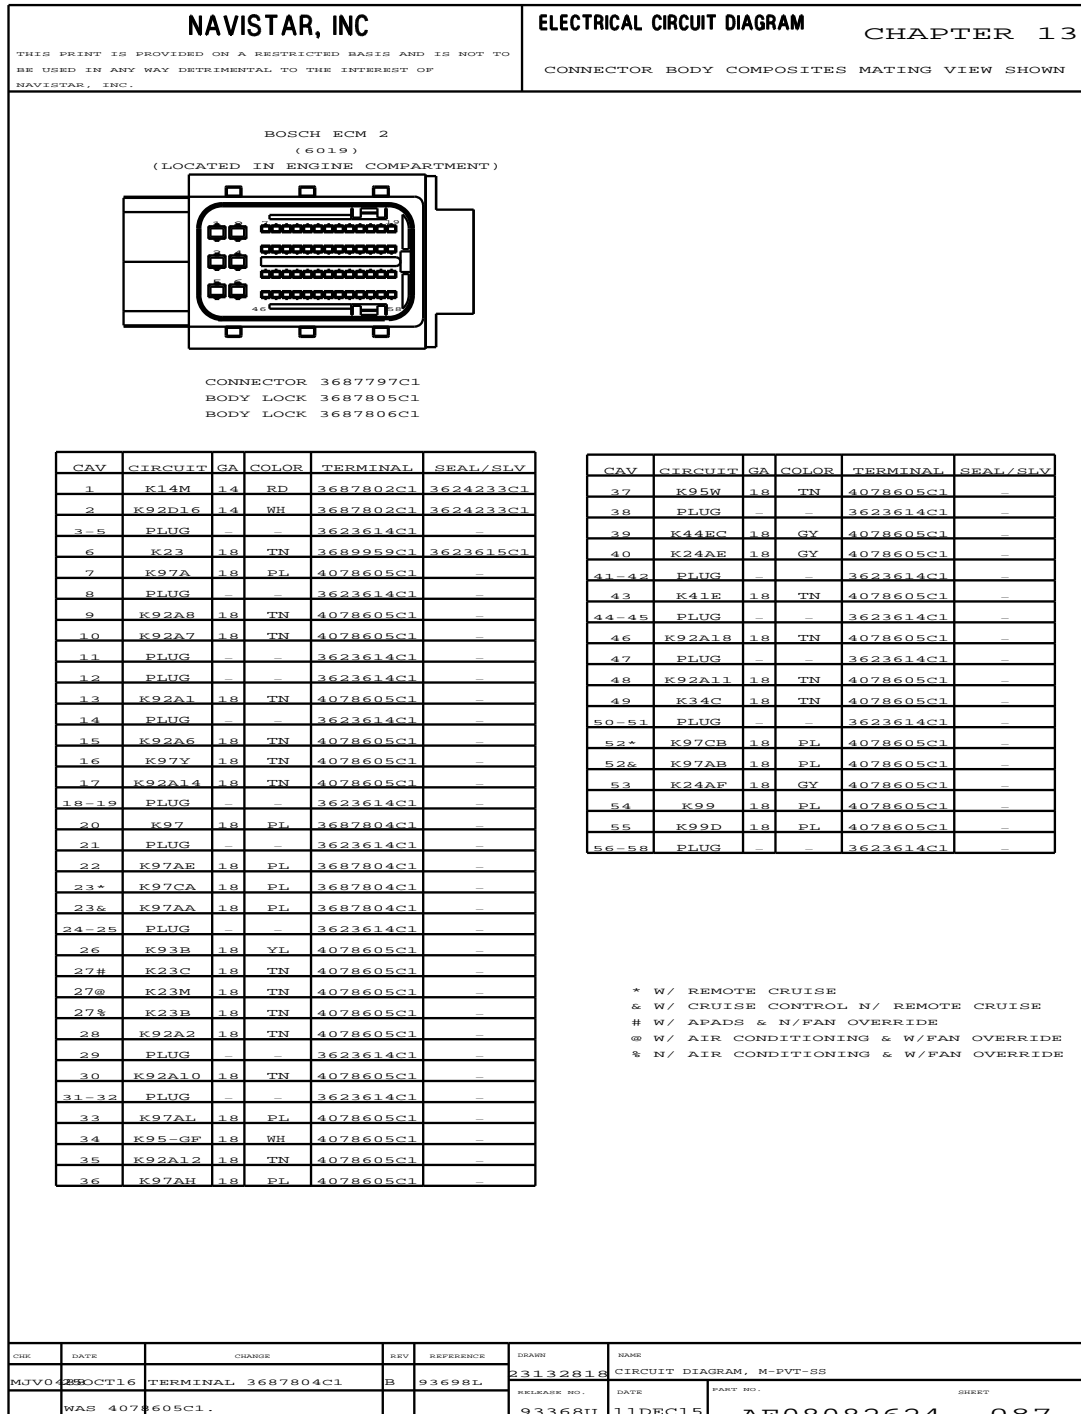 NAVISTAR, INC
THIS PRINT IS PROVIDED ON A RESTRICTED BASIS AND IS NOT TO
BE USED IN ANY WAY DETRIMENTAL TO THE INTEREST OF
NAVISTAR, INC.
ELECTRICAL CIRCUIT DIAGRAM
CHAPTER 13
CONNECTOR BODY COMPOSITES MATING VIEW SHOWN
BOSCH ECM 2
(6019)
(LOCATED IN ENGINE COMPARTMENT)
1 2 7 19
3 4
5 6
46 58
CONNECTOR 3687797C1
BODY LOCK 3687805C1
BODY LOCK 3687806C1
CAV CIRCUIT GA COLOR TERMINAL SEAL/SLV
1 K14M 14 RD 3687802C1 3624233C1
2 K92D16 14 WH 3687802C1 3624233C1
3-5 PLUG - - 3623614C1 -
6 K23 18 TN 3689959C1 3623615C1
7 K97A 18 PL 4078605C1 -
8 PLUG - - 3623614C1 -
9 K92A8 18 TN 4078605C1 -
10 K92A7 18 TN 4078605C1 -
11 PLUG - - 3623614C1 -
12 PLUG - - 3623614C1 -
13 K92A1 18 TN 4078605C1 -
14 PLUG - - 3623614C1 -
15 K92A6 18 TN 4078605C1 -
16 K97Y 18 TN 4078605C1 -
17 K92A14 18 TN 4078605C1 -
18-19 PLUG - - 3623614C1 -
20 K97 18 PL 3687804C1 -
21 PLUG - - 3623614C1 -
22 K97AE 18 PL 3687804C1 -
23* K97CA 18 PL 3687804C1 -
23& K97AA 18 PL 3687804C1 -
24-25 PLUG - - 3623614C1 -
26 K93B 18 YL 4078605C1 -
27# K23C 18 TN 4078605C1 -
27@ K23M 18 TN 4078605C1 -
27% K23B 18 TN 4078605C1 -
28 K92A2 18 TN 4078605C1 -
29 PLUG - - 3623614C1 -
30 K92A10 18 TN 4078605C1 -
31-32 PLUG - - 3623614C1 -
33 K97AL 18 PL 4078605C1 -
34 K95-GF 18 WH 4078605C1 -
35 K92A12 18 TN 4078605C1 -
36 K97AH 18 PL 4078605C1 -
CAV CIRCUIT GA COLOR TERMINAL SEAL/SLV
37 K95W 18 TN 4078605C1 -
38 PLUG - - 3623614C1 -
39 K44EC 18 GY 4078605C1 -
40 K24AE 18 GY 4078605C1 -
41-42 PLUG - - 3623614C1 -
43 K41E 18 TN 4078605C1 -
44-45 PLUG - - 3623614C1 -
46 K92A18 18 TN 4078605C1 -
47 PLUG - - 3623614C1 -
48 K92A11 18 TN 4078605C1 -
49 K34C 18 TN 4078605C1 -
50-51 PLUG - - 3623614C1 -
52* K97CB 18 PL 4078605C1 -
52& K97AB 18 PL 4078605C1 -
53 K24AF 18 GY 4078605C1 -
54 K99 18 PL 4078605C1 -
55 K99D 18 PL 4078605C1 -
56-58 PLUG - - 3623614C1 -
* W/ REMOTE CRUISE
& W/ CRUISE CONTROL N/ REMOTE CRUISE
# W/ APADS & N/FAN OVERRIDE
@ W/ AIR CONDITIONING & W/FAN OVERRIDE
% N/ AIR CONDITIONING & W/FAN OVERRIDE
CHK DATE CHANGE REV REFERENCE
TERMINAL 3687804C1 B 93698L
WAS 4078605C1.
DRAWN NAME
23132818 CIRCUIT DIAGRAM, M-PVT-SS
RELEASE NO. DATE PART NO. SHEET
93368U 11DEC15 AE08082634 087